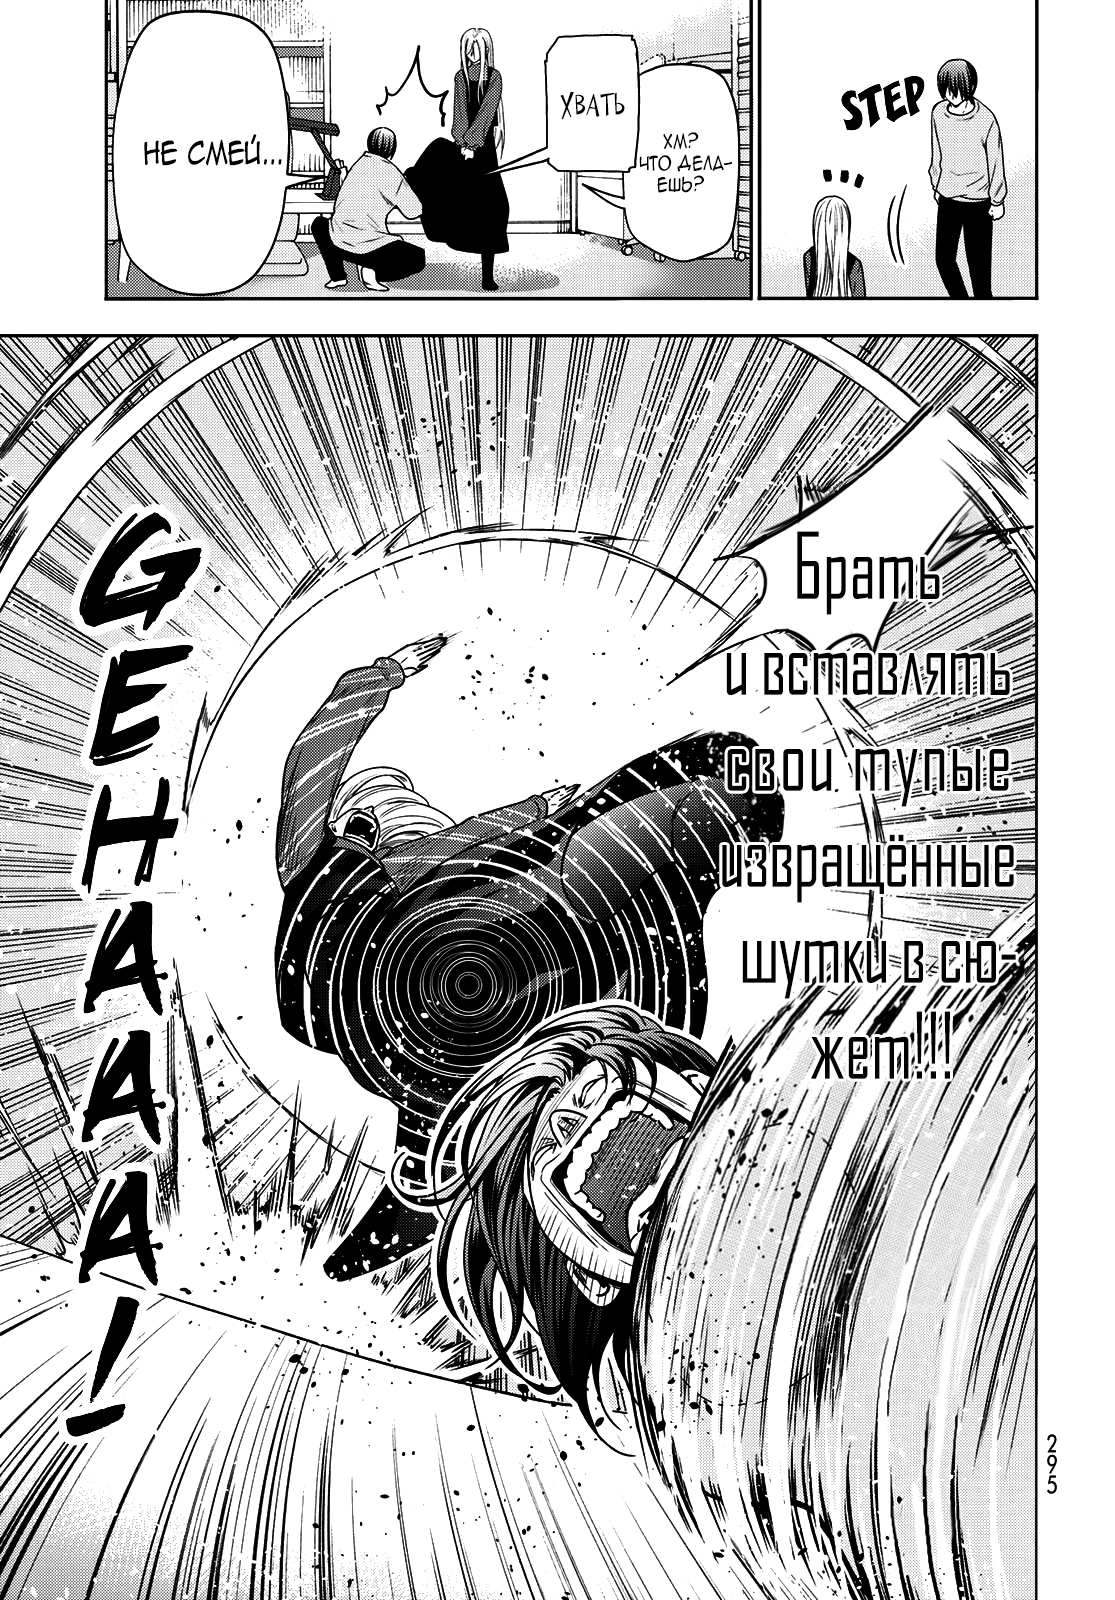 STEP
ХМ?
ЧТО ДЕЛА-
ЕШЬ?
ХВАТЬ
НЕ СМЕЙ...
Брать
и вставлять
свои тупые
извращённые
шутки в сю-
жет!!!
GEHAAAA!
295